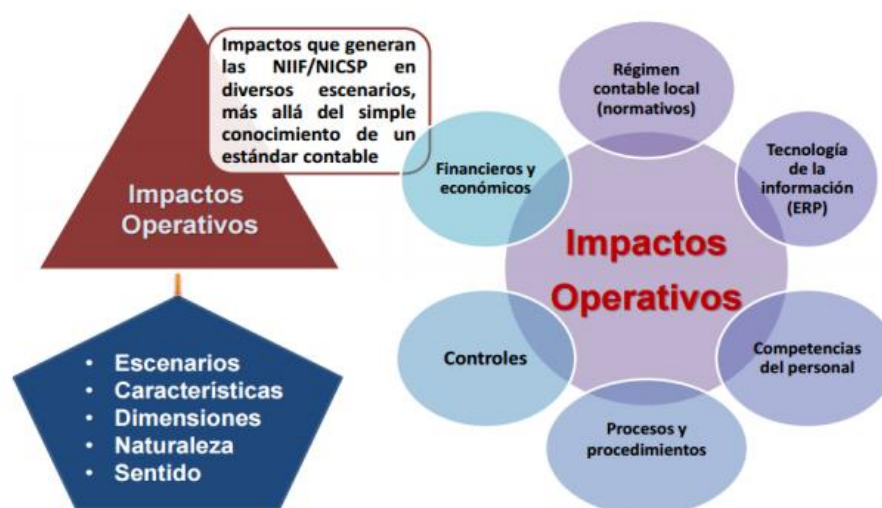 Impactos que generan
las NIIF/NICSP en
diversos escenarios,
más allá del simple
conocimiento de un
estándar contable
Impactos
Operativos
• Escenarios
• Características
• Dimensiones
• Naturaleza
• Sentido
Régimen
contable local
(normativos)
Tecnología
de la
información
(ERP)
Competencias
del personal
Procesos y
procedimientos
Controles
Financieros y
económicos
Impactos
Operativos